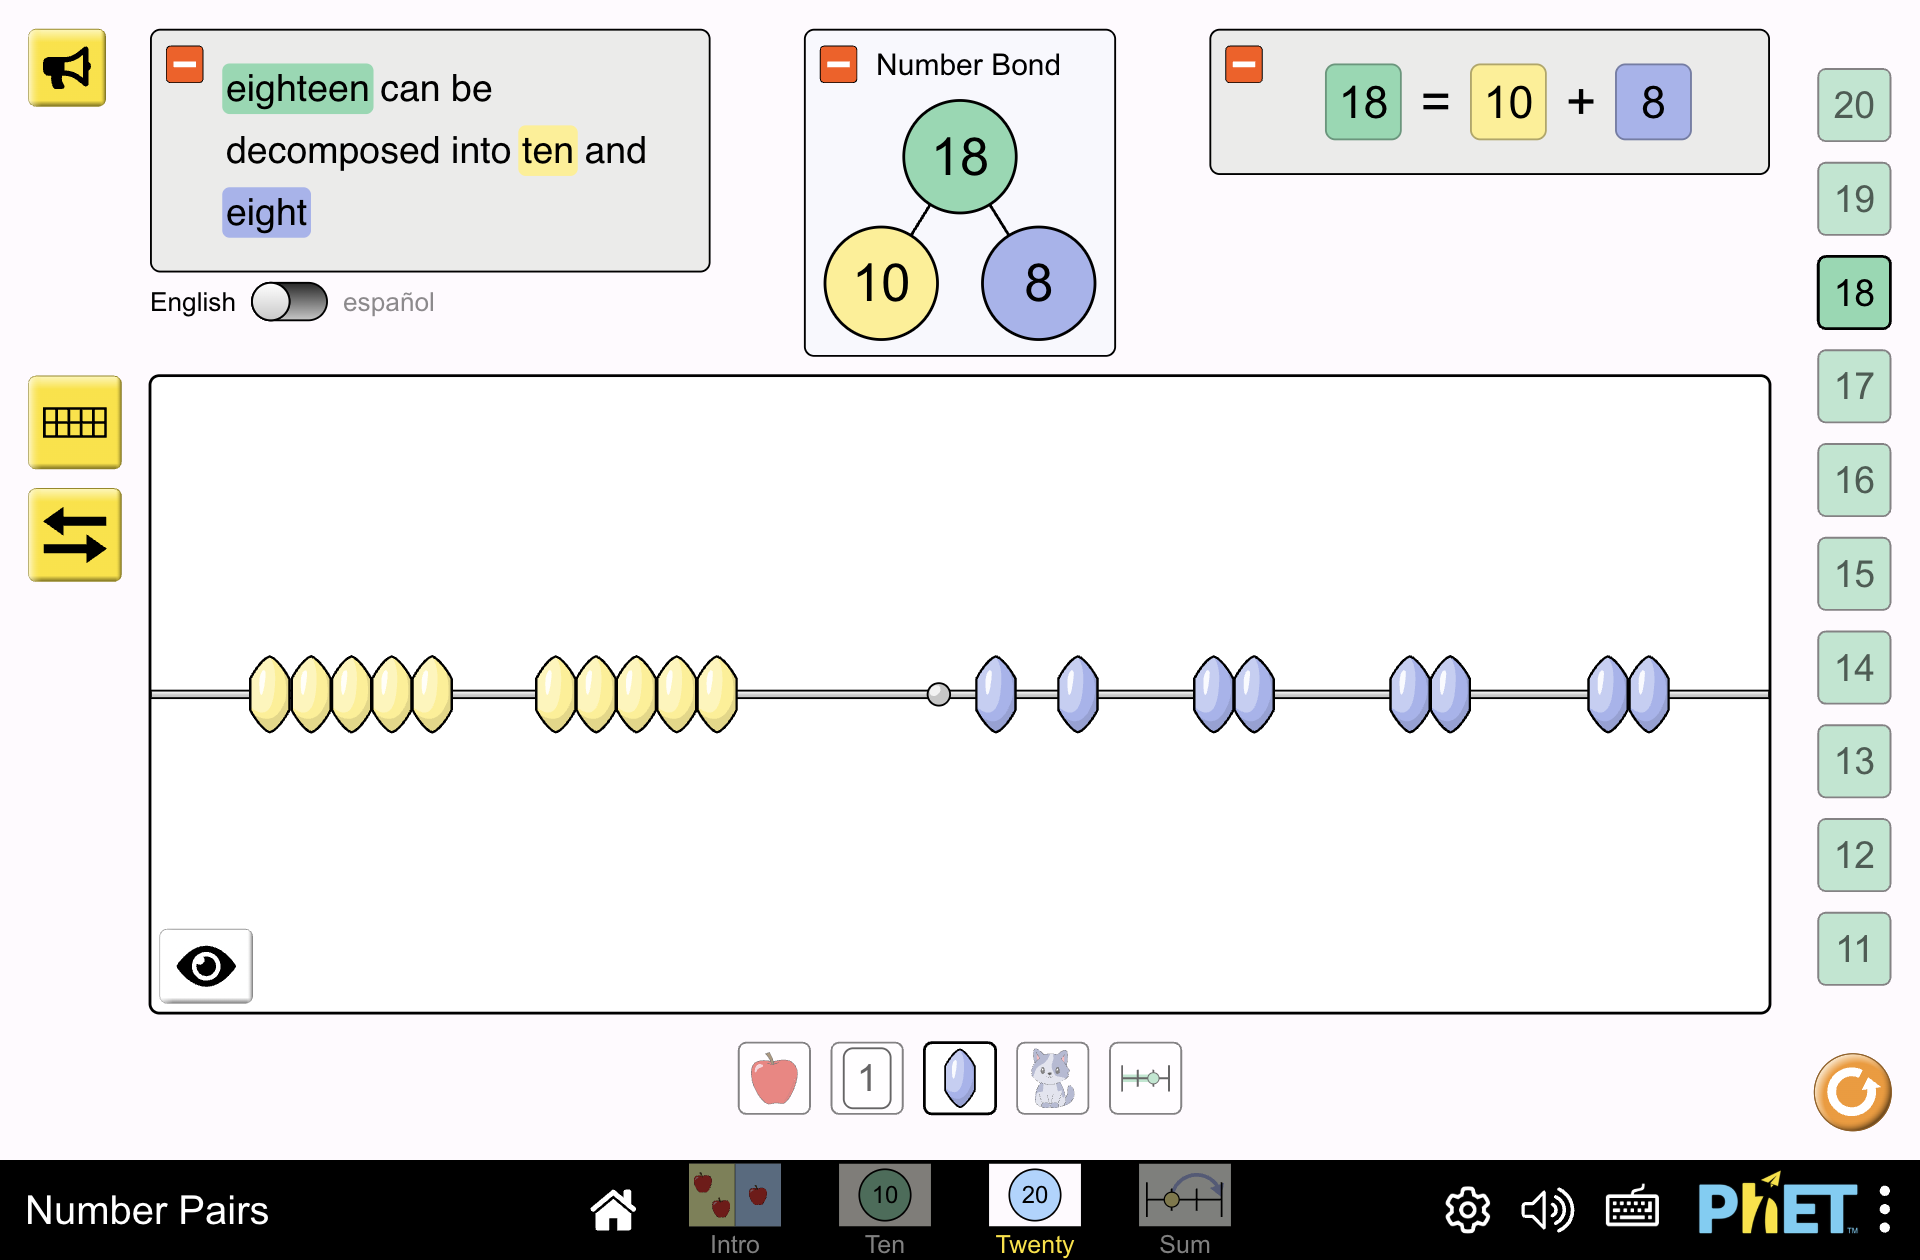 eighteen can be
decomposed into ten and
eight
English español
Number Bond
18
10 8
18 = 10 + 8
20
19
18
17
16
15
14
13
12
11
1
Number Pairs
10 20
Intro Ten Twenty Sum
PhET™